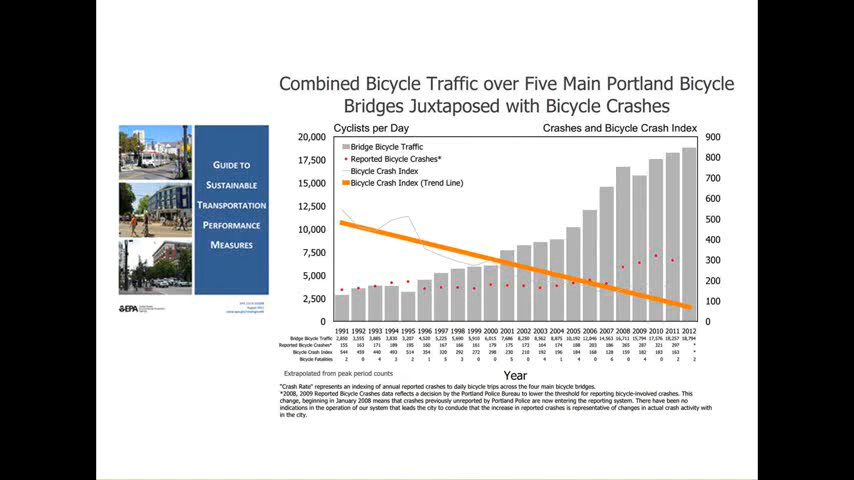 Combined Bicycle Traffic over Five Main Portland Bicycle
Bridges Juxtaposed with Bicycle Crashes
GUIDE TO
SUSTAINABLE
TRANSPORTATION
PERFORMANCE
MEASURES
EPA
Cyclists per Day
Crashes and Bicycle Crash Index
Bridge Bicycle Traffic
Reported Bicycle Crashes*
Bicycle Crash Index
Bicycle Crash Index (Trend Line)
20,000
17,500
15,000
12,500
10,000
7,500
5,000
2,500
0
900
800
700
600
500
400
300
200
100
0
1991 1992 1993 1994 1995 1996 1997 1998 1999 2000 2001 2002 2003 2004 2005 2006 2007 2008 2009 2010 2011 2012
Bridge Bicycle Traffic 2,850 3,555 3,885 3,830 3,207 4,520 5,225 5,690 5,910 6,015 7,686 8,250 8,562 8,875 10,192 12,046 14,563 16,711 15,794 17,576 18,257 18,794
Reported Bicycle Crashes* 155 163 171 189 195 160 167 166 161 179 175 173 164 174 188 203 186 265 287 321 297 *
Bicycle Crash Index 544 459 440 493 514 354 320 292 272 298 230 210 192 196 184 168 128 159 182 183 163 *
Bicycle Fatalities 2 0 4 3 2 1 5 3 0 0 5 0 4 1 4 0 6 0 0 0 2 2
Extrapolated from peak period counts
Year
"Crash Rate" represents an indexing of annual reported crashes to daily bicycle trips across the four main bicycle bridges.
*2008, 2009 Reported Bicycle Crashes data reflects a decision by the Portland Police Bureau to lower the threshold for reporting bicycle-involved crashes. This
change, beginning in January 2008 means that crashes previously unreported by Portland Police are now entering the reporting system. There have been no
indications in the operation of our system that leads the city to conclude that the increase in reported crashes is representative of changes in actual crash activity with
in the city.